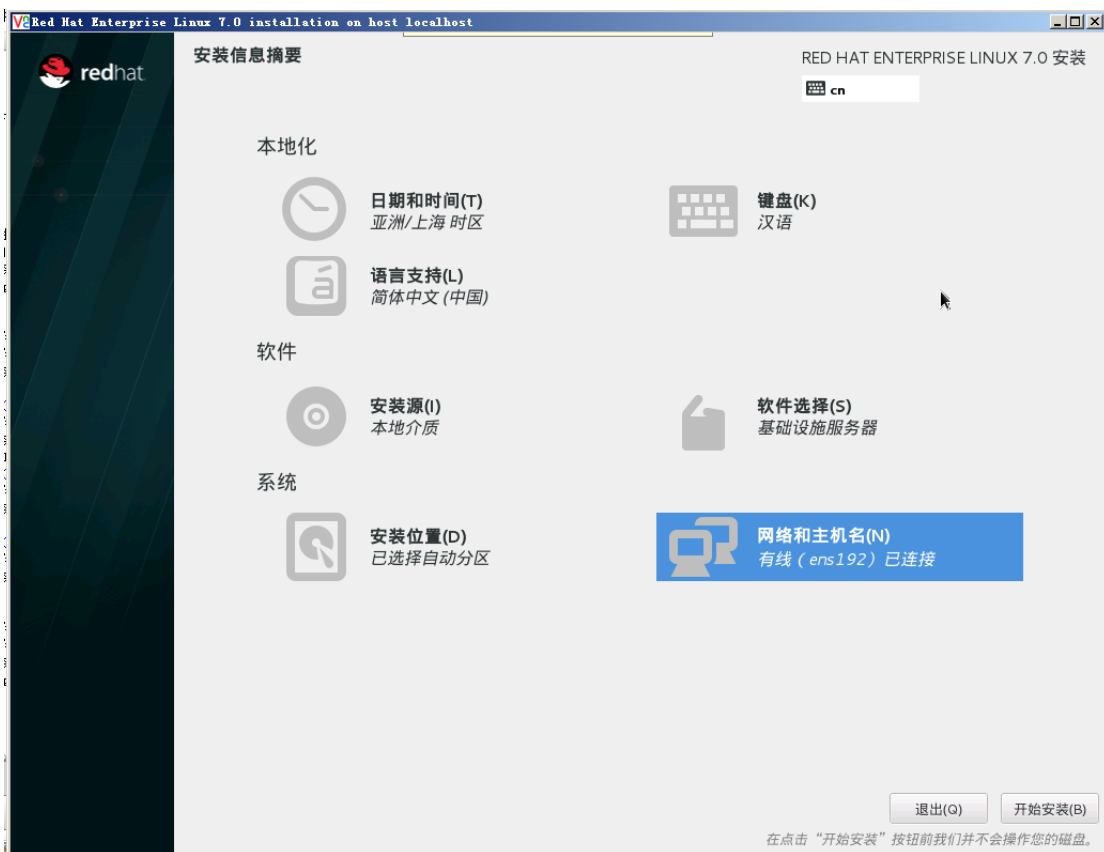 Red Hat Enterprise Linux 7.0 installation on host localhost
redhat.
安装信息摘要
RED HAT ENTERPRISE LINUX 7.0 安装
cn
本地化
日期和时间(T)
亚洲/上海 时区
键盘(K)
汉语
语言支持(L)
简体中文 (中国)
软件
安装源(I)
本地介质
软件选择(S)
基础设施服务器
系统
安装位置(D)
已选择自动分区
网络和主机名(N)
有线（ens192）已连接
退出(Q)
开始安装(B)
在点击“开始安装”按钮前我们并不会操作您的磁盘。